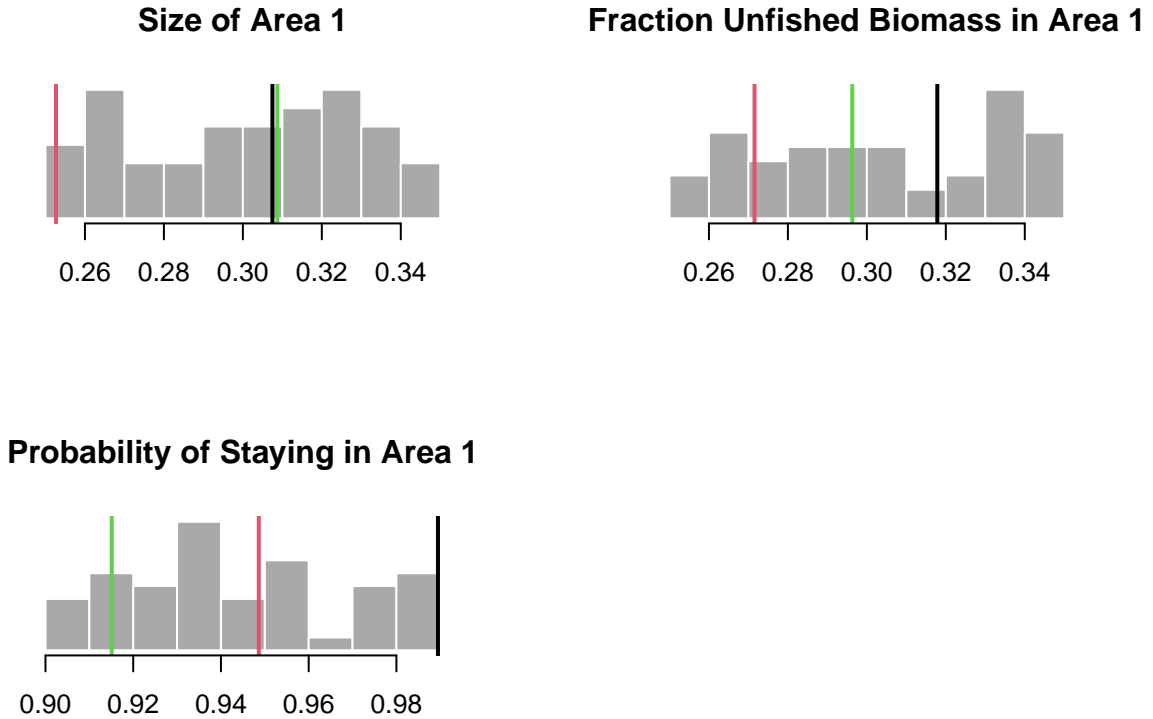 Size of Area 1
Fraction Unfished Biomass in Area 1
0.26 0.28 0.30 0.32 0.34
0.26 0.28 0.30 0.32 0.34
Probability of Staying in Area 1
0.90 0.92 0.94 0.96 0.98